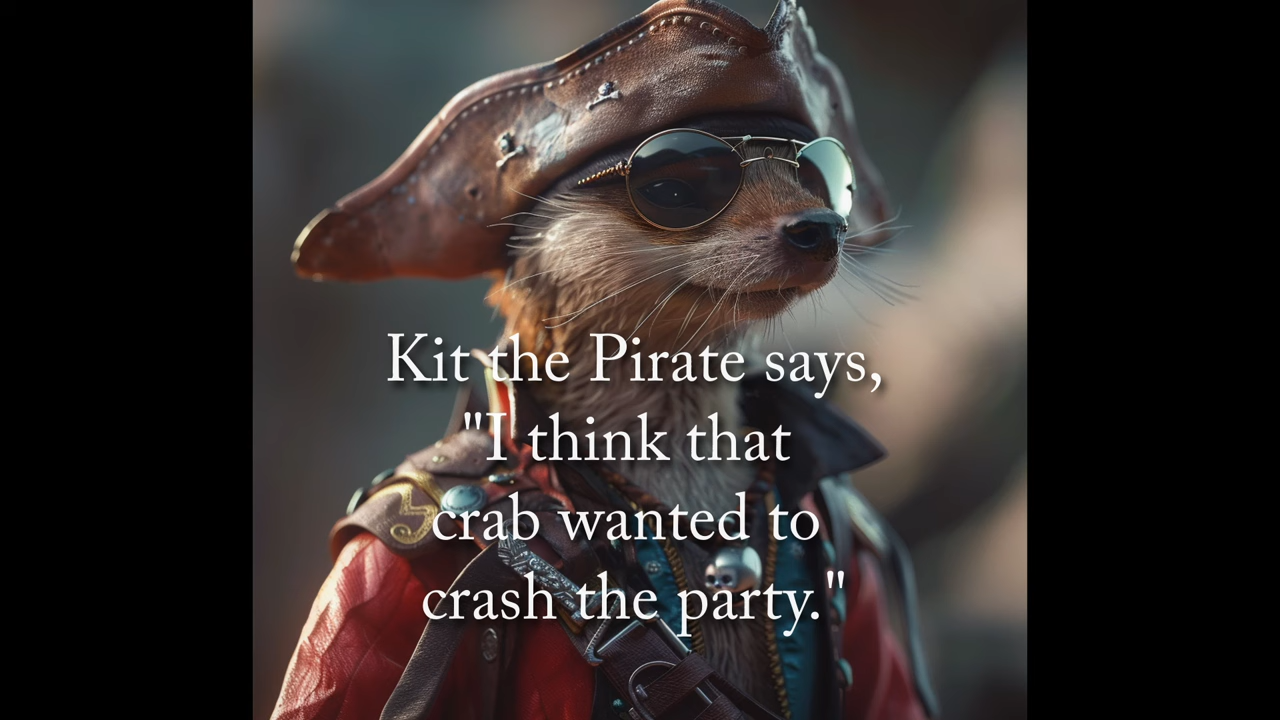 Kit the Pirate says,
"I think that
crab wanted to
crash the party."